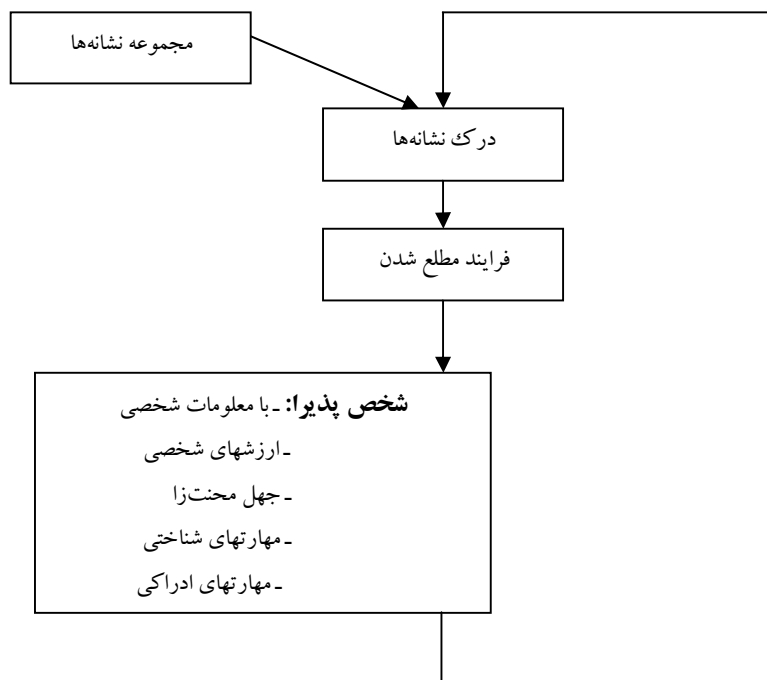 مجموعه نشانه‌ها
درک نشانه‌ها
فرایند مطلع شدن
شخص پذیرا: ـ با معلومات شخصی
ـ ارزشهای شخصی
ـ جهل محنت‌زا
ـ مهارتهای شناختی
ـ مهارتهای ادراکی